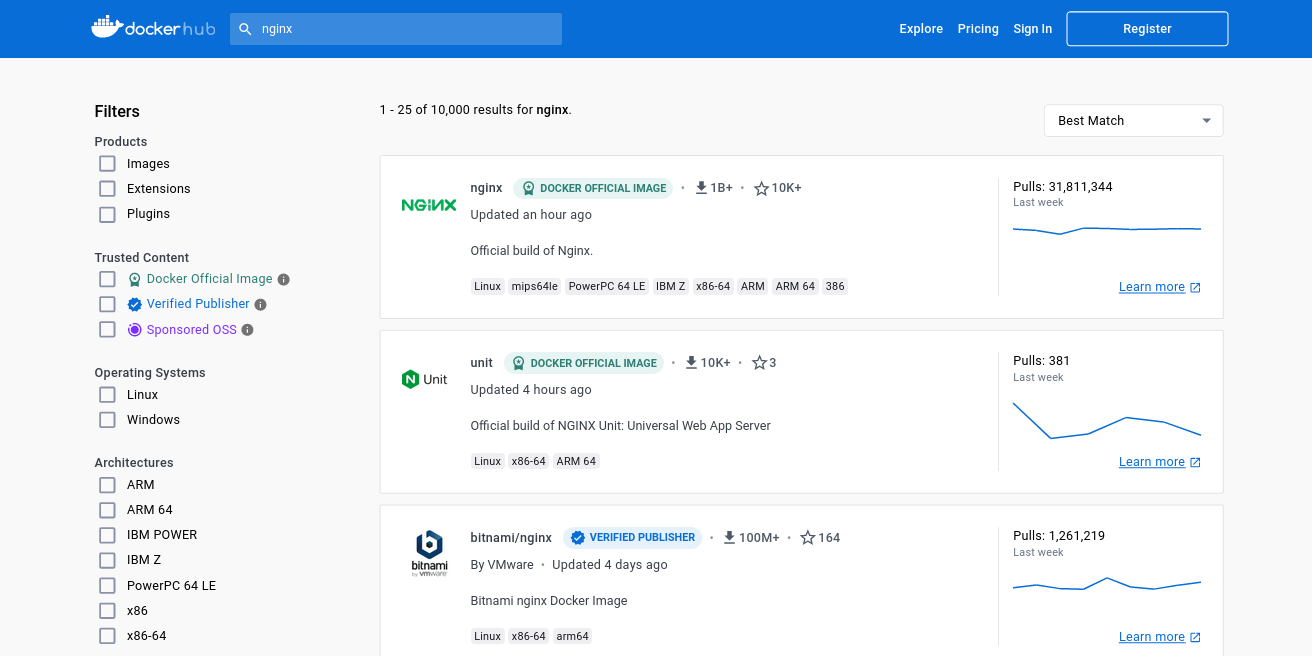 dockerhub
nginx
Explore Pricing Sign In Register
Filters
Products
Images
Extensions
Plugins
Trusted Content
Docker Official Image
Verified Publisher
Sponsored OSS
Operating Systems
Linux
Windows
Architectures
ARM
ARM 64
IBM POWER
IBM Z
PowerPC 64 LE
x86
x86-64
1 - 25 of 10,000 results for nginx.
Best Match
NGINX
nginx DOCKER OFFICIAL IMAGE • 1B+ • 10K+
Updated an hour ago
Official build of Nginx.
Linux mips64le PowerPC 64 LE IBM Z x86-64 ARM ARM 64 386
Pulls: 31,811,344
Last week
Learn more
N Unit
unit DOCKER OFFICIAL IMAGE • 10K+ • 3
Updated 4 hours ago
Official build of NGINX Unit: Universal Web App Server
Linux x86-64 ARM 64
Pulls: 381
Last week
Learn more
b
bitnami
by vmware
bitnami/nginx VERIFIED PUBLISHER • 100M+ • 164
By VMware • Updated 4 days ago
Bitnami nginx Docker Image
Linux x86-64 arm64
Pulls: 1,261,219
Last week
Learn more